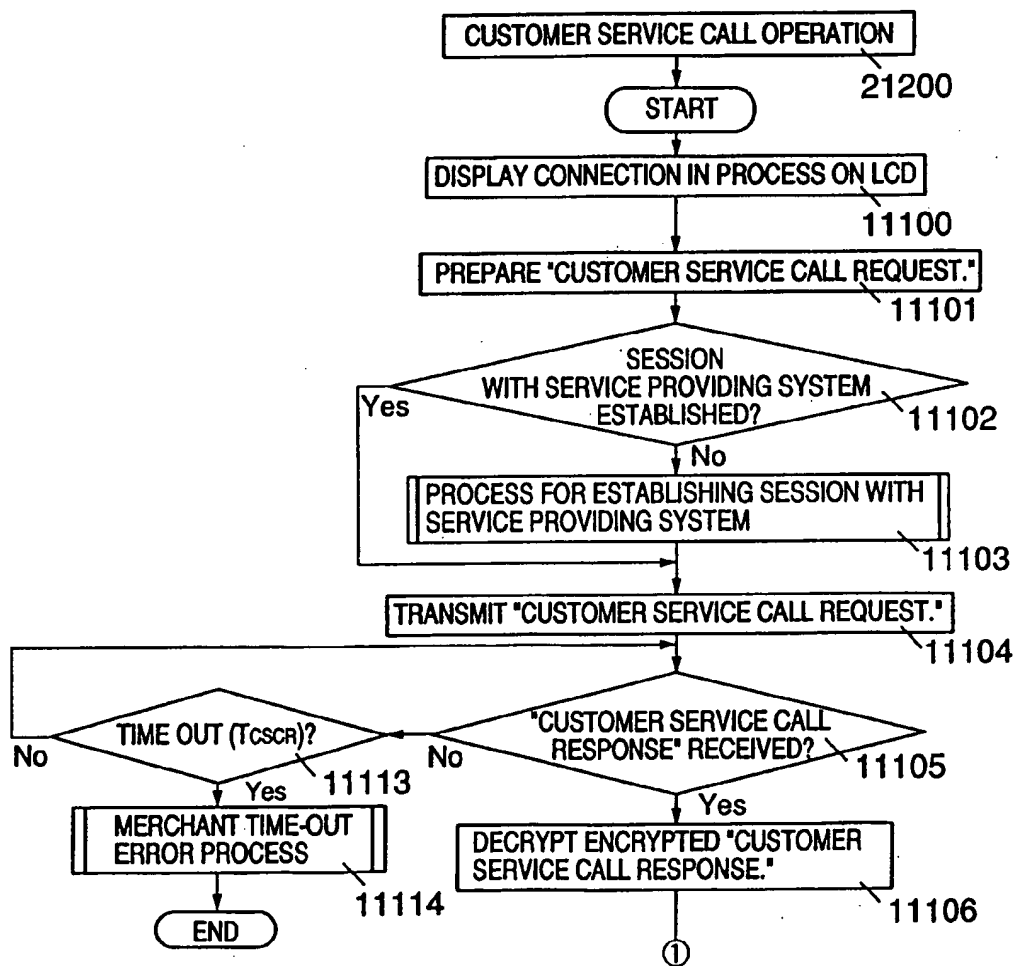 CUSTOMER SERVICE CALL OPERATION
21200
START
DISPLAY CONNECTION IN PROCESS ON LCD
11100
PREPARE "CUSTOMER SERVICE CALL REQUEST."
11101
SESSION
WITH SERVICE PROVIDING SYSTEM
ESTABLISHED?
11102
Yes
No
PROCESS FOR ESTABLISHING SESSION WITH
SERVICE PROVIDING SYSTEM
11103
TRANSMIT "CUSTOMER SERVICE CALL REQUEST."
11104
"CUSTOMER SERVICE CALL
RESPONSE" RECEIVED?
11105
No
Yes
TIME OUT (TCSCR)?
11113
No
Yes
MERCHANT TIME-OUT
ERROR PROCESS
11114
END
DECRYPT ENCRYPTED "CUSTOMER
SERVICE CALL RESPONSE."
11106
①